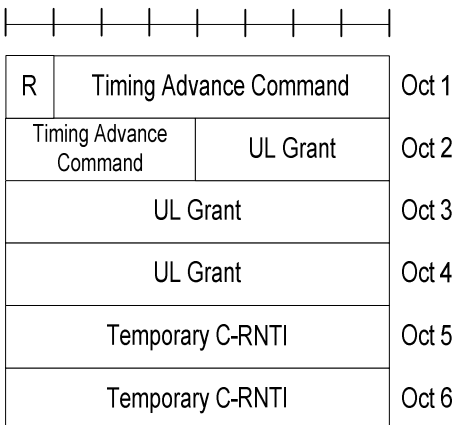 R Timing Advance Command Oct 1
Timing Advance
Command UL Grant Oct 2
UL Grant Oct 3
UL Grant Oct 4
Temporary C-RNTI Oct 5
Temporary C-RNTI Oct 6